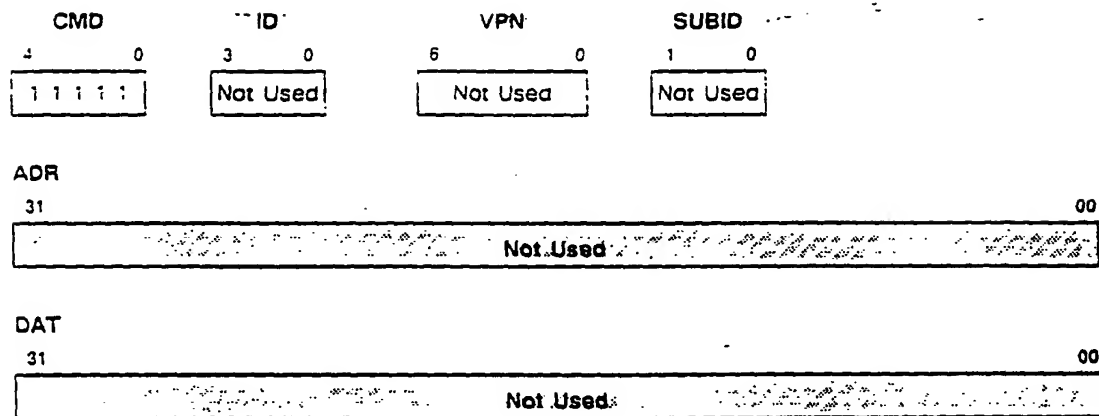 CMD ID VPN SUBID
4 0 3 0 6 0 1 0
1 1 1 1 1 Not Used Not Used Not Used
ADR
31 00
Not Used
DAT
31 00
Not Used